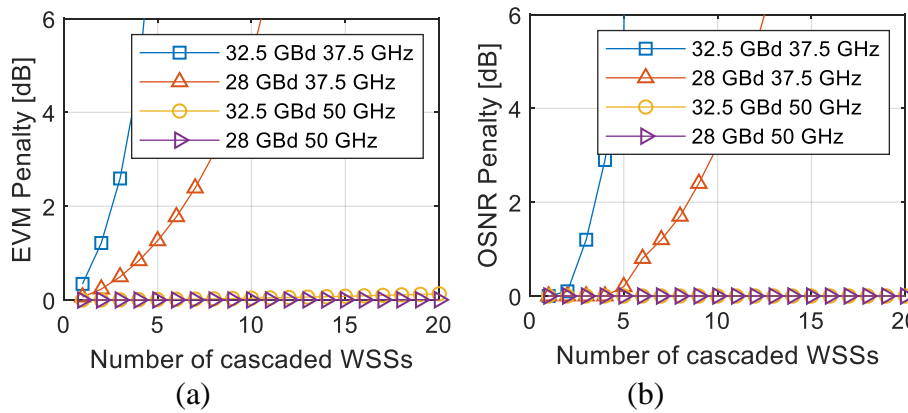 EVM Penalty [dB]
6
4
2
0
32.5 GBd 37.5 GHz
28 GBd 37.5 GHz
32.5 GBd 50 GHz
28 GBd 50 GHz
0 5 10 15 20
Number of cascaded WSSs
(a)
OSNR Penalty [dB]
6
4
2
0
32.5 GBd 37.5 GHz
28 GBd 37.5 GHz
32.5 GBd 50 GHz
28 GBd 50 GHz
0 5 10 15 20
Number of cascaded WSSs
(b)